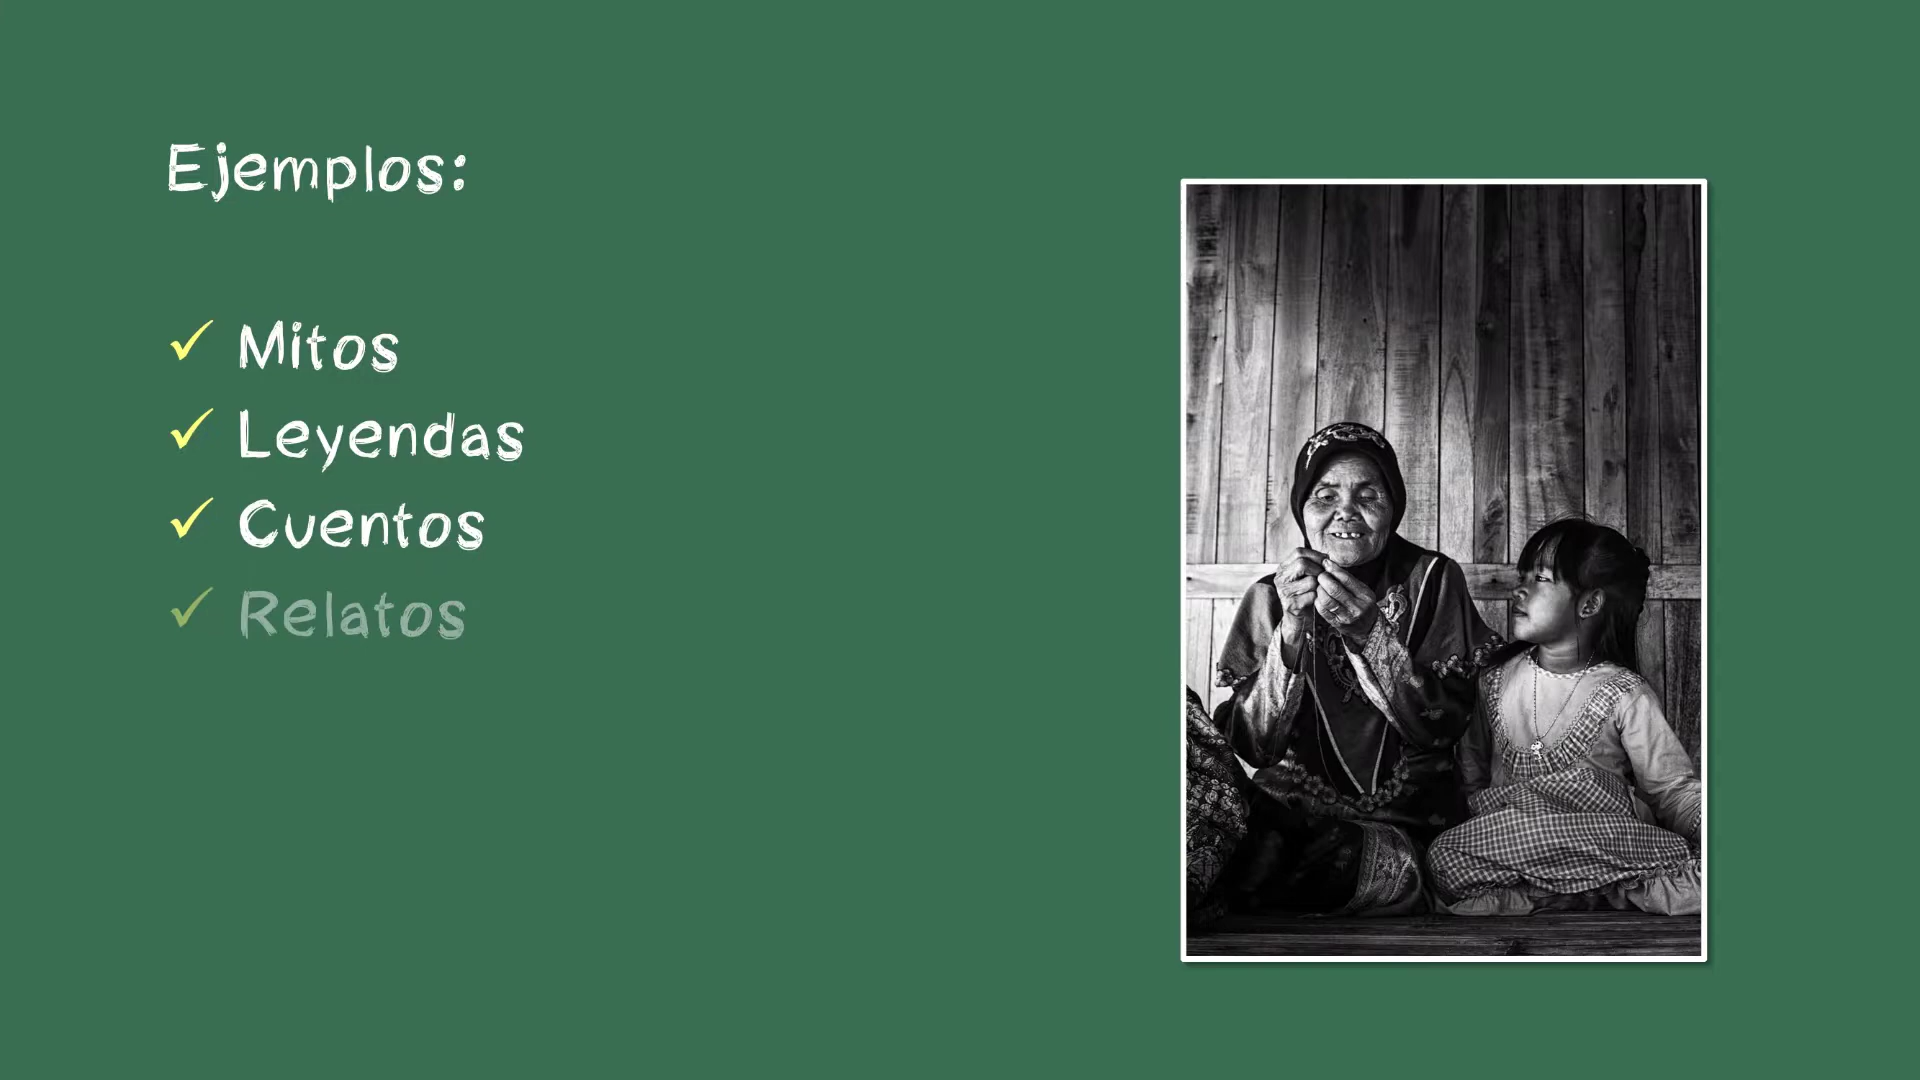 Ejemplos:
✓ Mitos
✓ Leyendas
✓ Cuentos
✓ Relatos